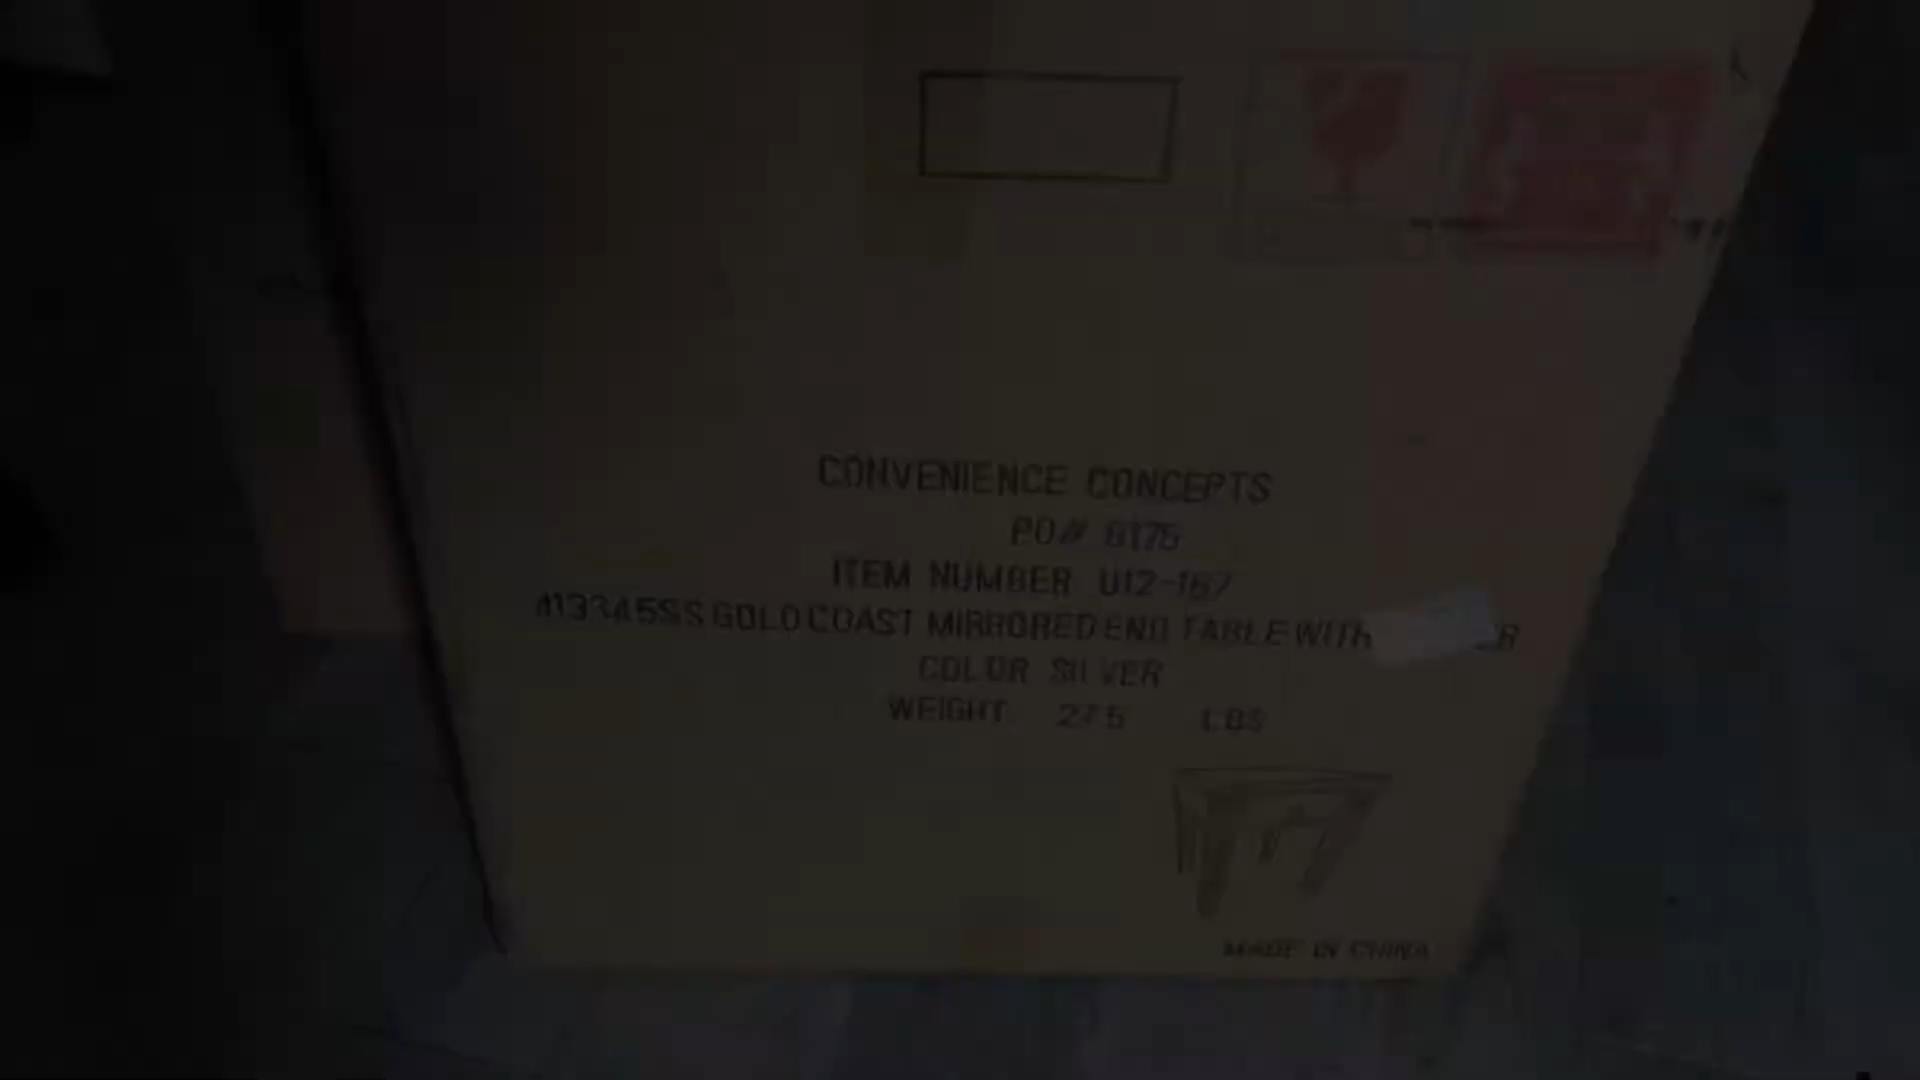 CONVENIENCE CONCEPTS
PO# 6175
ITEM NUMBER U12-167
413345SS GOLD COAST MIRRORED END TABLE WITH
COLOR SILVER
WEIGHT 27.5 LBS
MADE IN CHINA